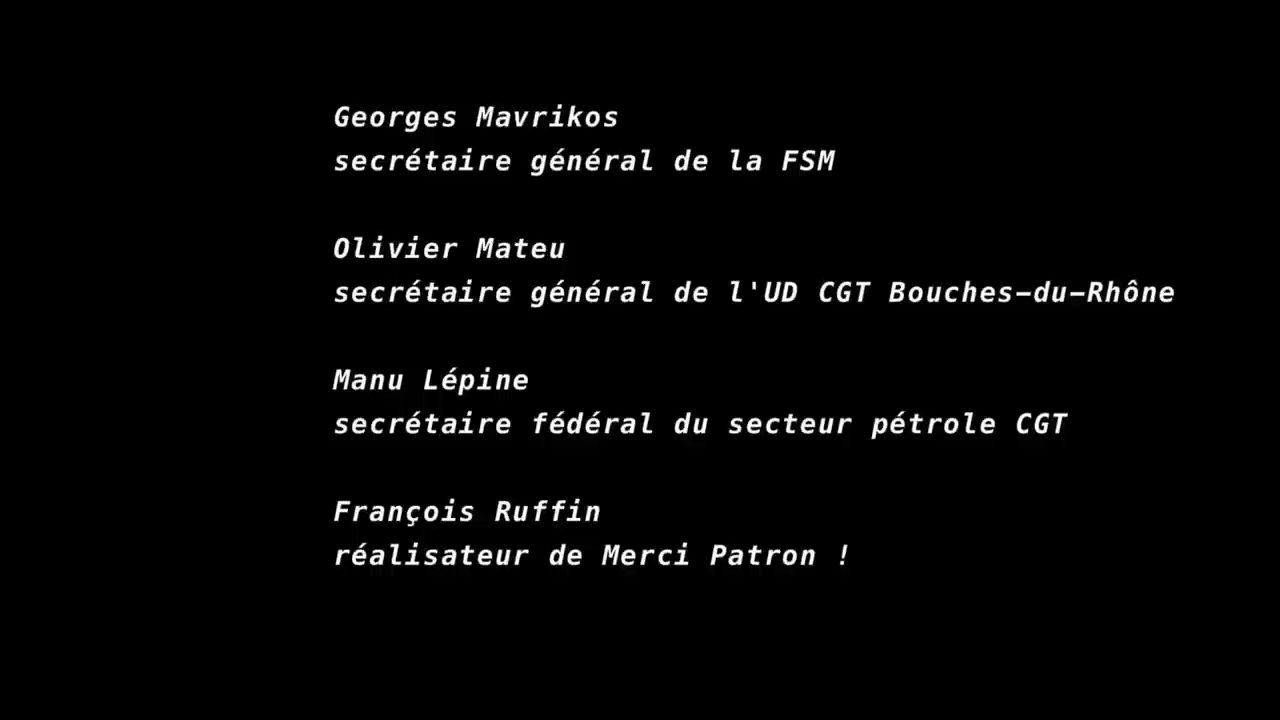 Georges Mavrikos
secrétaire général de la FSM
Olivier Mateu
secrétaire général de l'UD CGT Bouches-du-Rhône
Manu Lépine
secrétaire fédéral du secteur pétrole CGT
François Ruffin
réalisateur de Merci Patron !